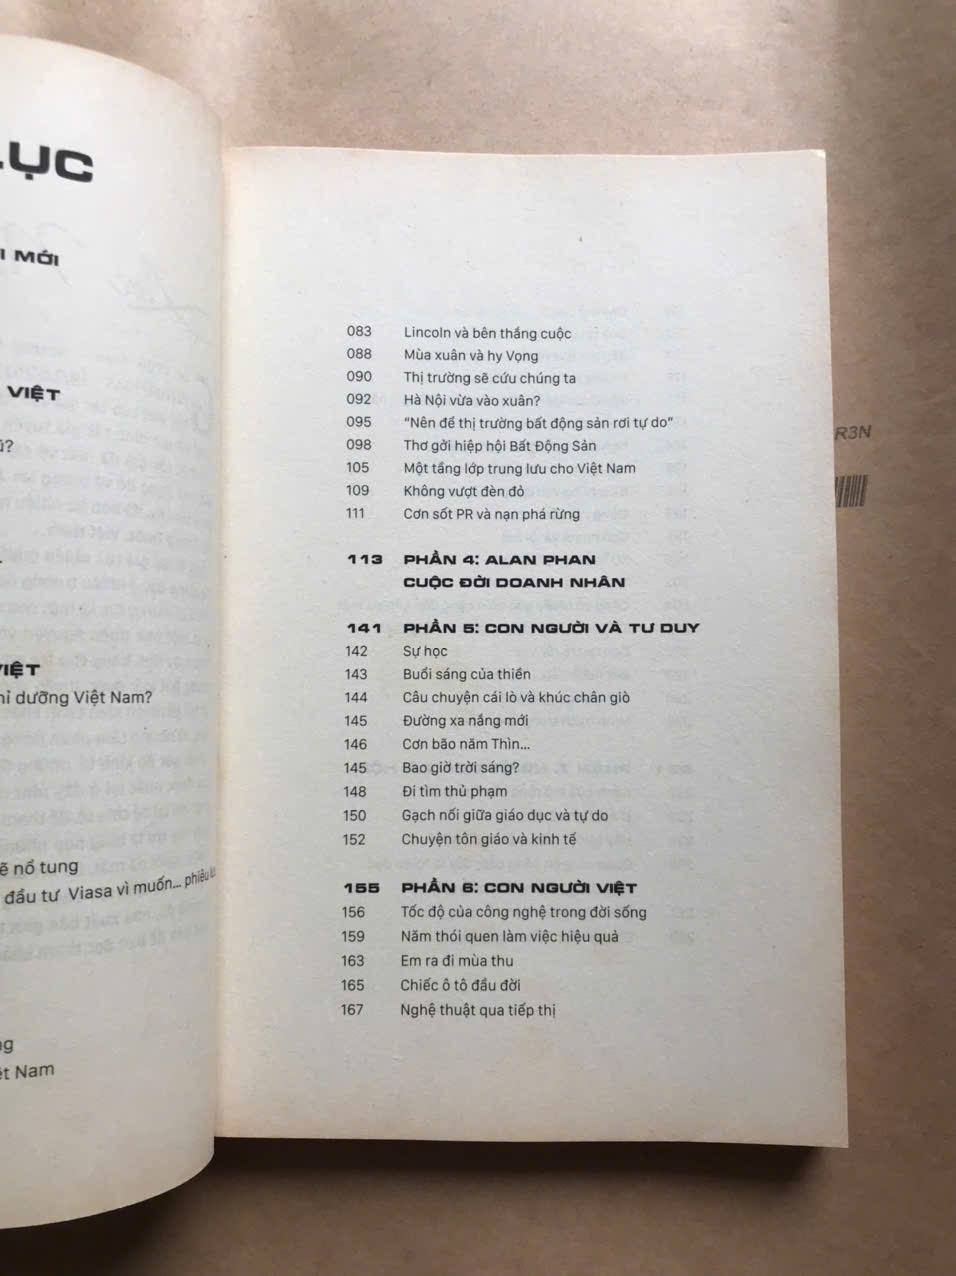 LỤC
I MỚI
VIỆT
ũ?
VIỆT
hỉ dưỡng Việt Nam?
ẽ nổ tung
đầu tư Viasa vì muốn... phiêu
ng
ệt Nam
083 Lincoln và bên thắng cuộc
088 Mùa xuân và hy Vọng
090 Thị trường sẽ cứu chúng ta
092 Hà Nội vừa vào xuân?
095 “Nên để thị trường bất động sản rơi tự do”
098 Thơ gởi hiệp hội Bất Động Sản
105 Một tầng lớp trung lưu cho Việt Nam
109 Không vượt đèn đỏ
111 Cơn sốt PR và nạn phá rừng
113 PHẦN 4: ALAN PHAN
CUỘC ĐỜI DOANH NHÂN
141 PHẦN 5: CON NGƯỜI VÀ TƯ DUY
142 Sự học
143 Buổi sáng của thiền
144 Câu chuyện cái lò và khúc chân giò
145 Đường xa nắng mới
146 Cơn bão năm Thìn...
145 Bao giờ trời sáng?
148 Đi tìm thủ phạm
150 Gạch nối giữa giáo dục và tự do
152 Chuyện tôn giáo và kinh tế
155 PHẦN 6: CON NGƯỜI VIỆT
156 Tốc độ của công nghệ trong đời sống
159 Năm thói quen làm việc hiệu quả
163 Em ra đi mùa thu
165 Chiếc ô tô đầu đời
167 Nghệ thuật qua tiếp thị
R3N